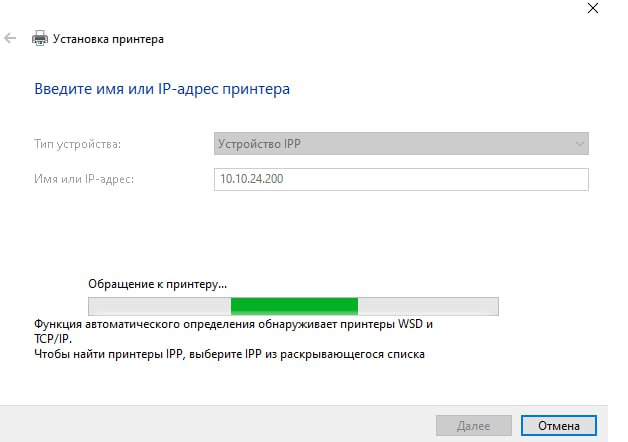 Установка принтера
Введите имя или IP-адрес принтера
Тип устройства:
Устройство IPP
Имя или IP-адрес:
10.10.24.200
Обращение к принтеру...
Функция автоматического определения обнаруживает принтеры WSD и
TCP/IP.
Чтобы найти принтеры IPP, выберите IPP из раскрывающегося списка
Далее
Отмена